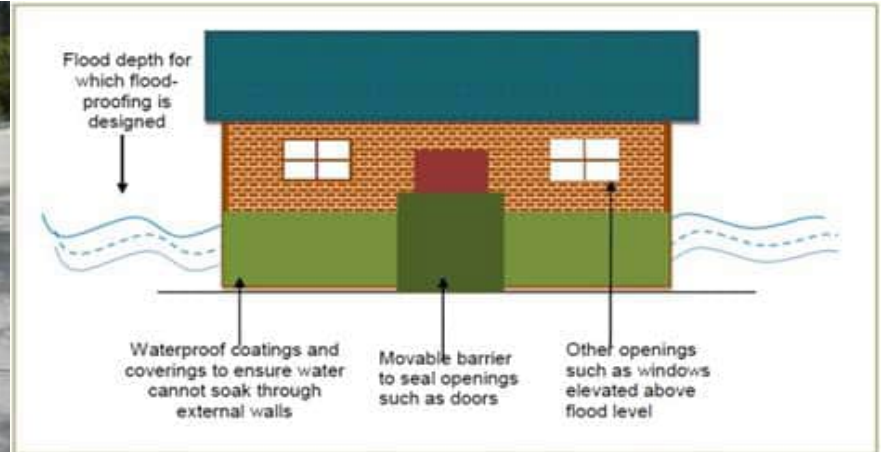 Flood depth for
which flood-
proofing is
designed
Waterproof coatings and
coverings to ensure water
cannot soak through
external walls
Movable barrier
to seal openings
such as doors
Other openings
such as windows
elevated above
flood level